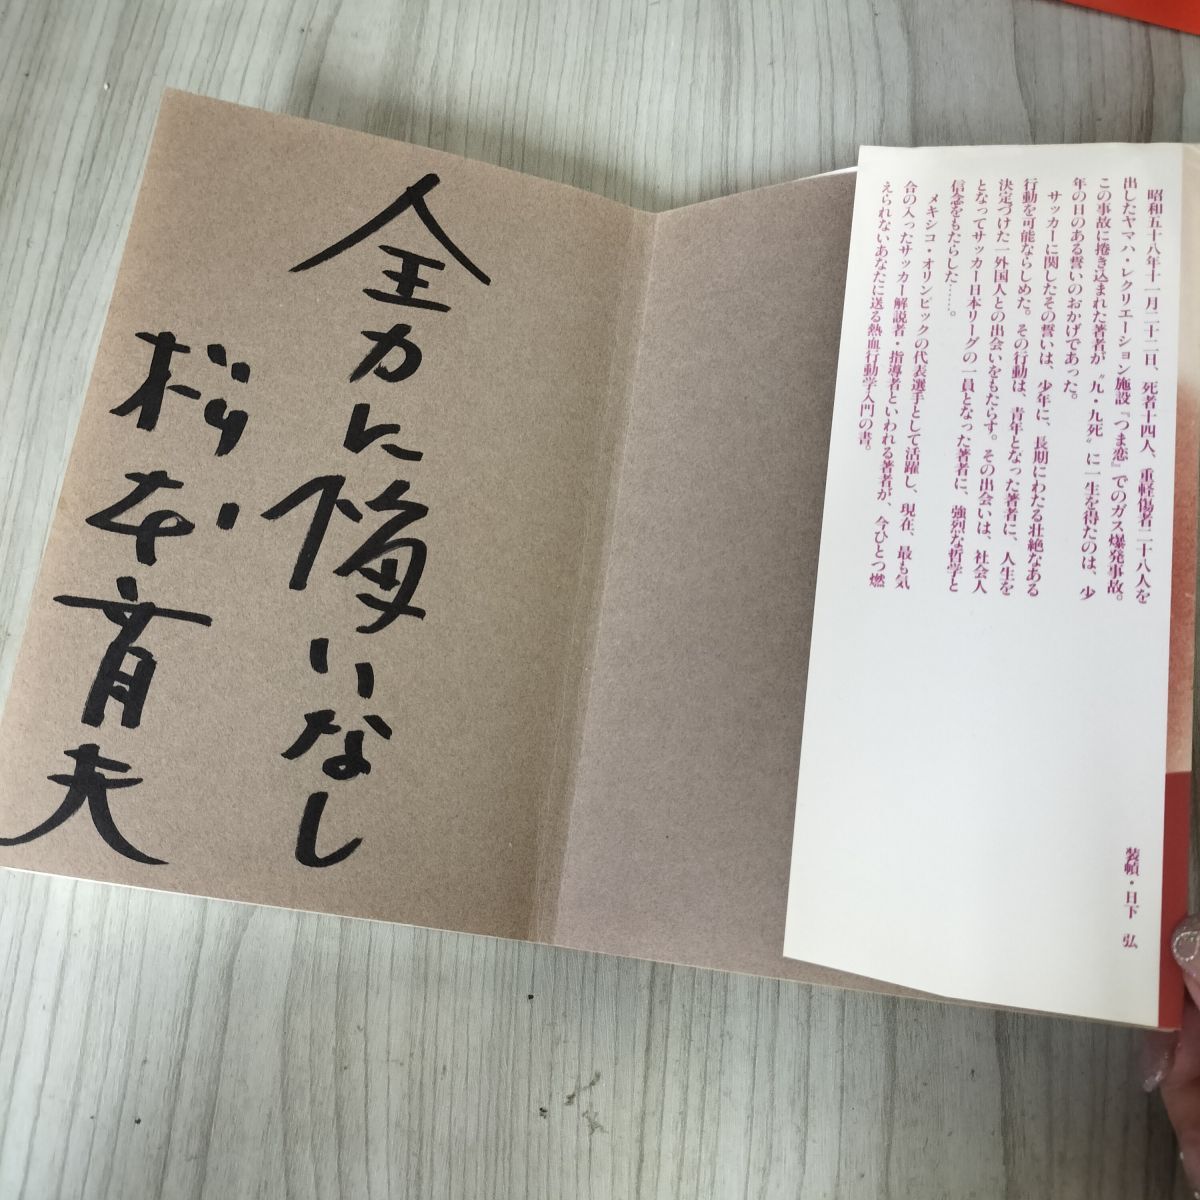 昭和五十八年十一月二十二日、死者十四人、重軽傷者二十八人を
出したヤマハ・レクリエーション施設『つま恋』でのガス爆発事故。
この事故に捲き込まれた著者が〝九・九死〟に一生を得たのは、少
年の日のある誓いのおかげであった。
サッカーに関したその誓いは、少年に、長期にわたる壮絶なある
行動を可能ならしめた。その行動は、青年となった著者に、人生を
決定づけた一外国人との出会いをもたらす。その出会いは、社会人
となってサッカー日本リーグの一員となった著者に、強烈な哲学と
信念をもたらした……。
メキシコ・オリンピックの代表選手として活躍し、現在、最も気
合の入ったサッカー解説者・指導者といわれる著者が、今ひとつ燃
えられないあなたに送る熱血行動学入門の書。
装幀・日下 弘
全力に悔いなし
松本育夫